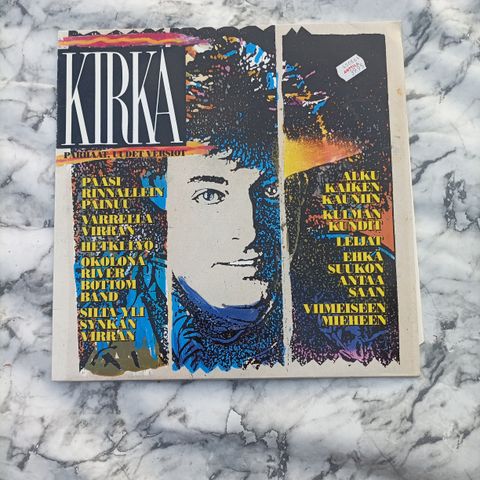 KIRKA
PARHAAT, UUDET VERSIOT
PÄÄSI
RINNALLEIN
PAINUU
VARRELLA
VIRRAN
HETKI LYÖ
OKOLONA
RIVER
BOTTOM
BAND
SILTA YLI
SYNKÄN
VIRRAN
ALKU
KAIKEN
KAUNIIN
KULMAN
KUNDIT
LEIJAT
EHKÄ
SUUKON
ANTAA
SAAN
VIIMEISEEN
MIEHEEN